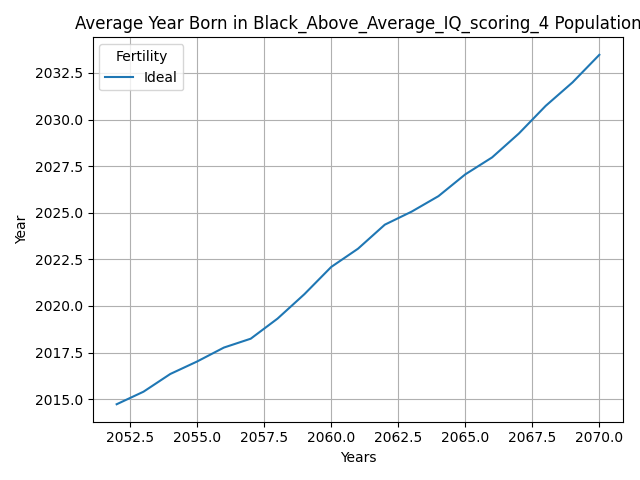 Average Year Born in Black_Above_Average_IQ_scoring_4 Population
Fertility
Ideal
2032.5
2030.0
2027.5
2025.0
2022.5
2020.0
2017.5
2015.0
Year
2052.5 2055.0 2057.5 2060.0 2062.5 2065.0 2067.5 2070.0
Years